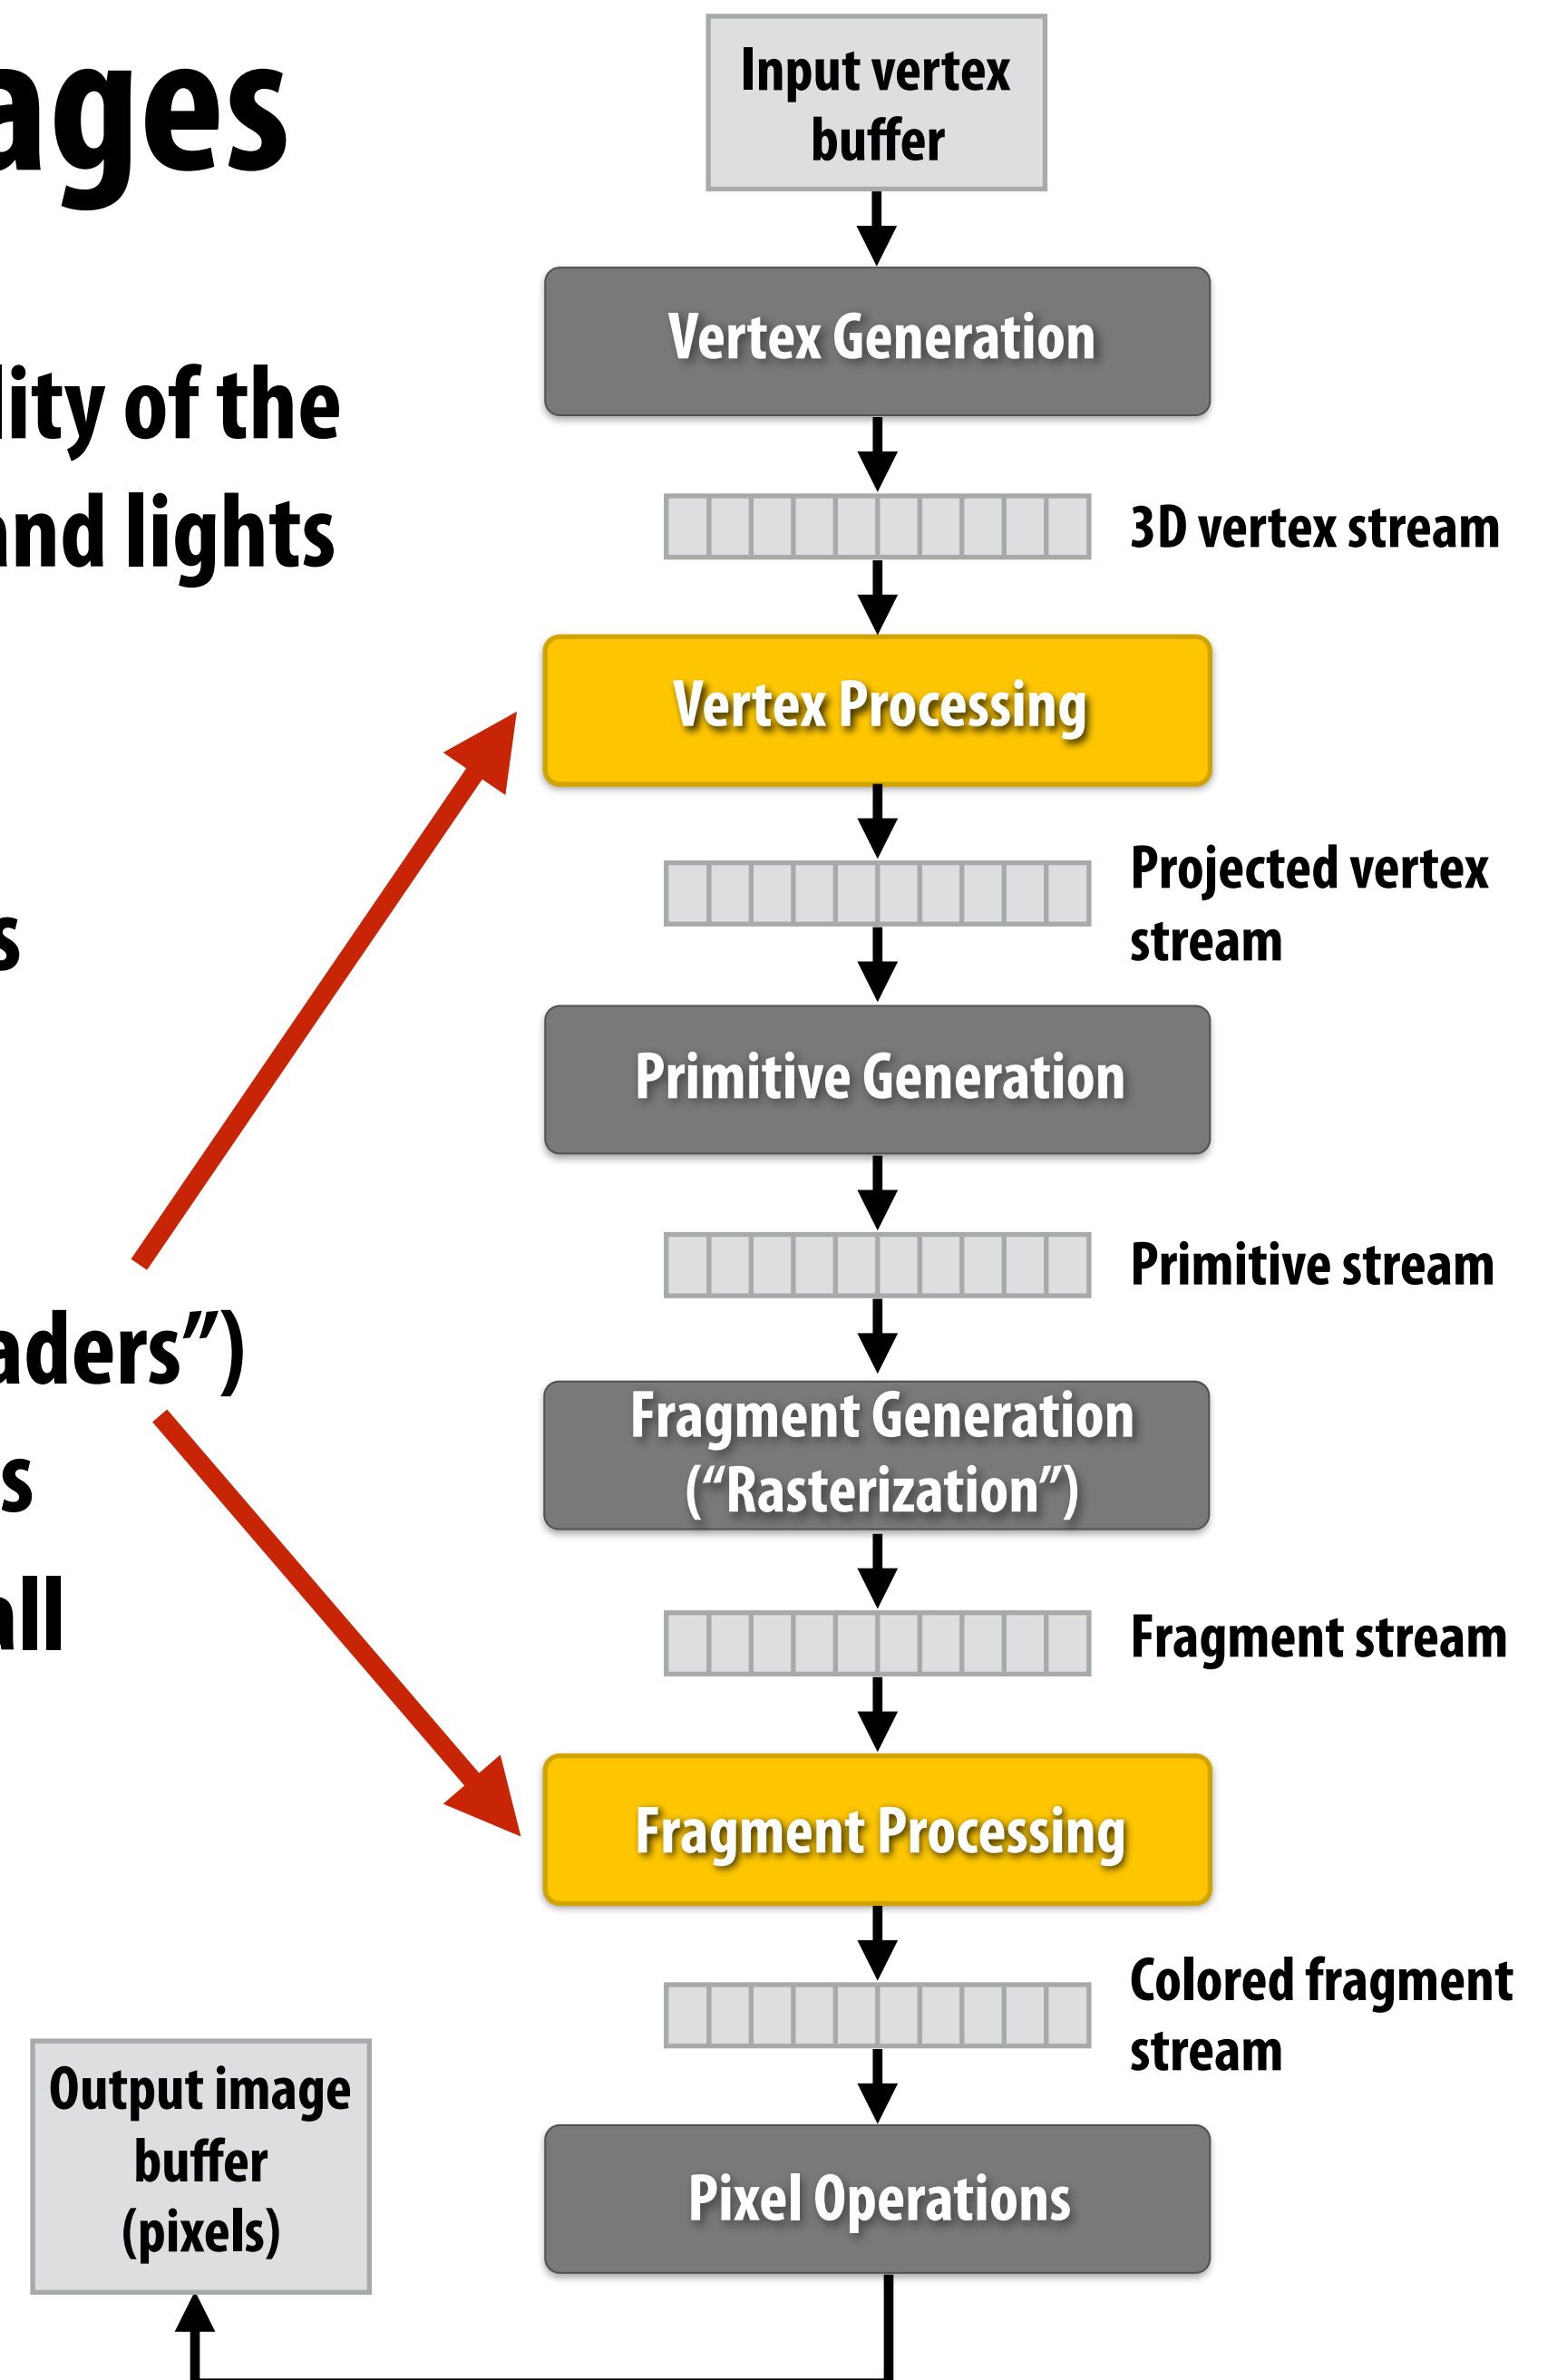 ages
lity of the
and lights
s
aders”)
s
all
Input vertex
buffer
Vertex Generation
3D vertex stream
Vertex Processing
Projected vertex
stream
Primitive Generation
Primitive stream
Fragment Generation
(“Rasterization”)
Fragment stream
Fragment Processing
Colored fragment
stream
Pixel Operations
Output image
buffer
(pixels)